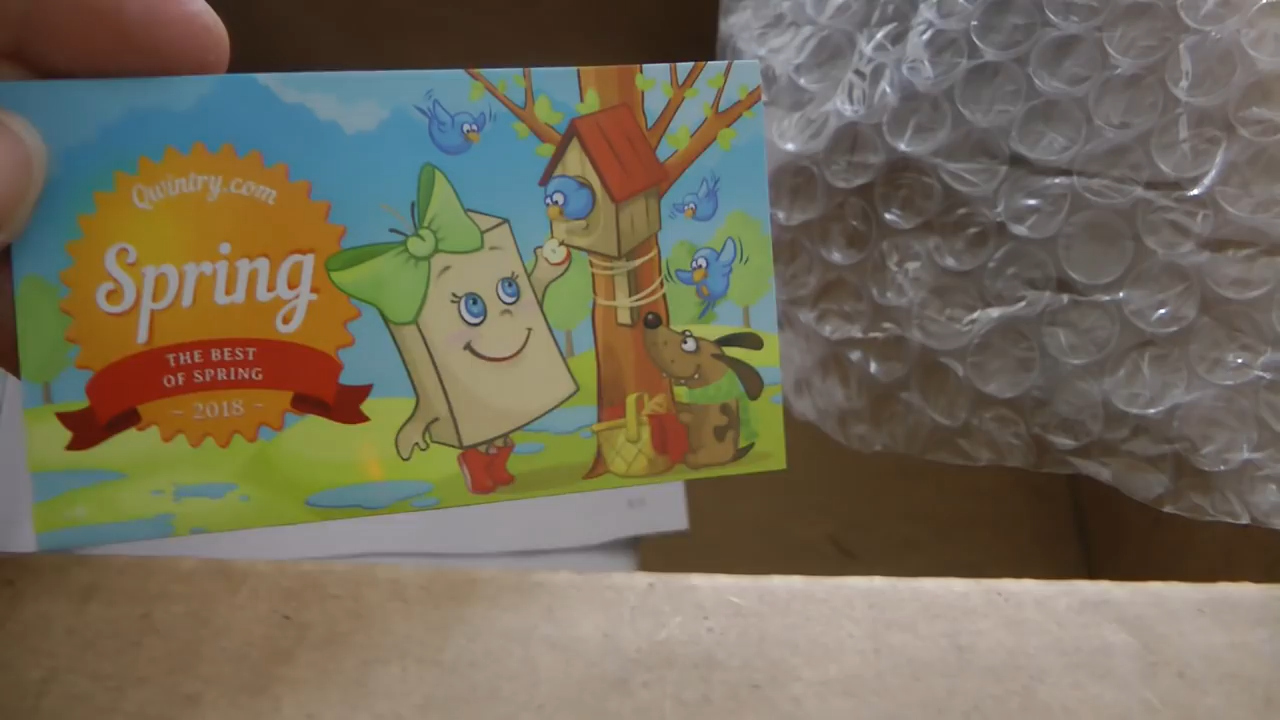 Qwintry.com
Spring
THE BEST
OF SPRING
- 2018 -